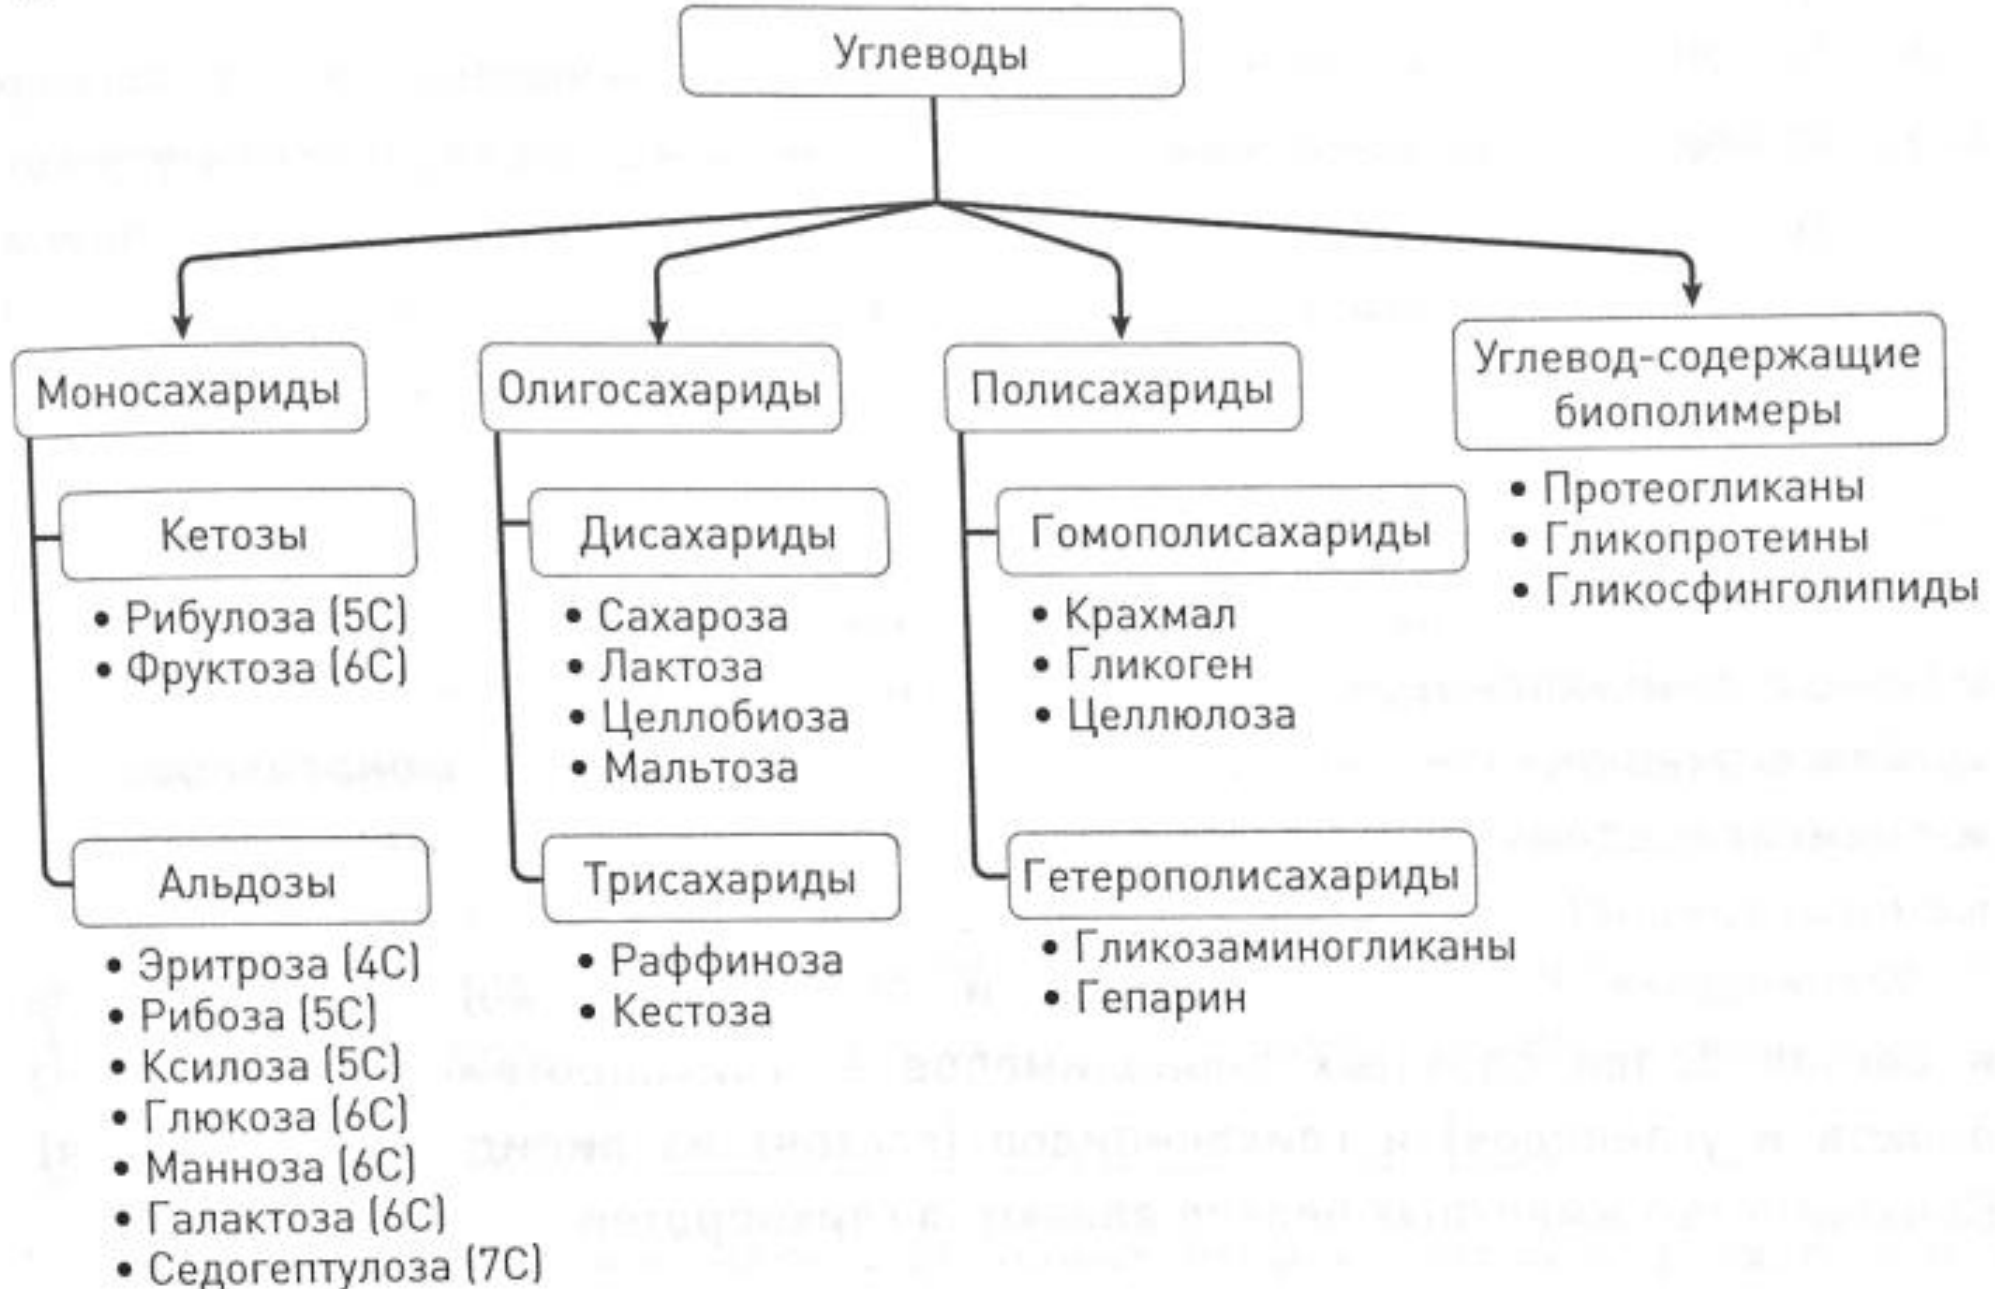 Углеводы
Моносахариды
Кетозы
• Рибулоза (5С)
• Фруктоза (6С)
Альдозы
• Эритроза (4С)
• Рибоза (5С)
• Ксилоза (5С)
• Глюкоза (6С)
• Манноза (6С)
• Галактоза (6С)
• Седогептулоза (7С)
Олигосахариды
Дисахариды
• Сахароза
• Лактоза
• Целлобиоза
• Мальтоза
Трисахариды
• Раффиноза
• Кестоза
Полисахариды
Гомополисахариды
• Крахмал
• Гликоген
• Целлюлоза
Гетерополисахариды
• Гликозаминогликаны
• Гепарин
Углевод-содержащие
биополимеры
• Протеогликаны
• Гликопротеины
• Гликосфинголипиды